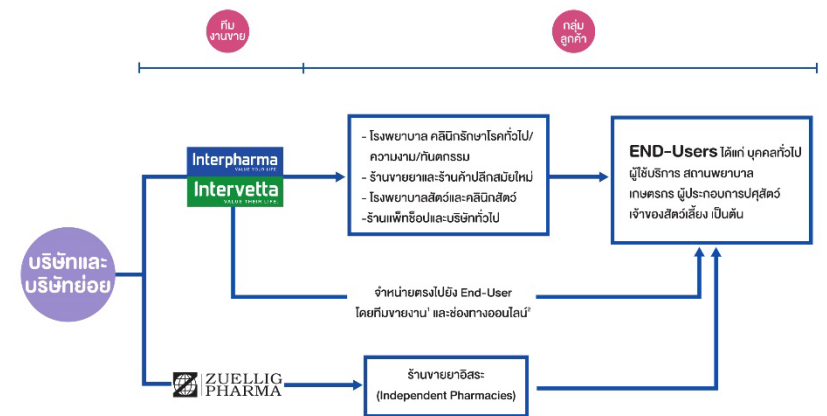 ทีม
งานขาย
กลุ่ม
ลูกค้า
บริษัทและ
บริษัทย่อย
Interpharma
VALUE YOUR LIFE.
Intervetta
VALUE THEIR LIFE.
- โรงพยาบาล คลินิกรักษาโรคทั่วไป/
ความงาม/ทันตกรรม
- ร้านขายยาและร้านค้าปลีกสมัยใหม่
- โรงพยาบาลสัตว์และคลินิกสัตว์
-ร้านเพ็ทช็อปและบริษัททั่วไป
END-Users ได้แก่ บุคคลทั่วไป
ผู้ใช้บริการ สถานพยาบาล
เกษตรกร ผู้ประกอบการปศุสัตว์
เจ้าของสัตว์เลี้ยง เป็นต้น
จำหน่ายตรงไปยัง End-User
โดยทีมขายงาน¹ และช่องทางออนไลน์²
ZUELLIG
PHARMA
ร้านขายยาอิสระ
(Independent Pharmacies)